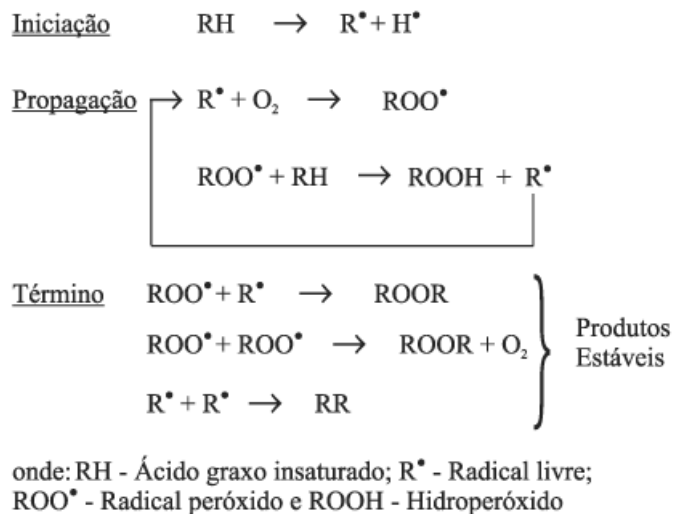 Iniciação RH → R• + H•
Propagação → R• + O₂ → ROO•
ROO• + RH → ROOH + R•
Término ROO• + R• → ROOR
ROO• + ROO• → ROOR + O₂
R• + R• → RR
Produtos
Estáveis
onde: RH - Ácido graxo insaturado; R• - Radical livre;
ROO• - Radical peróxido e ROOH - Hidroperóxido